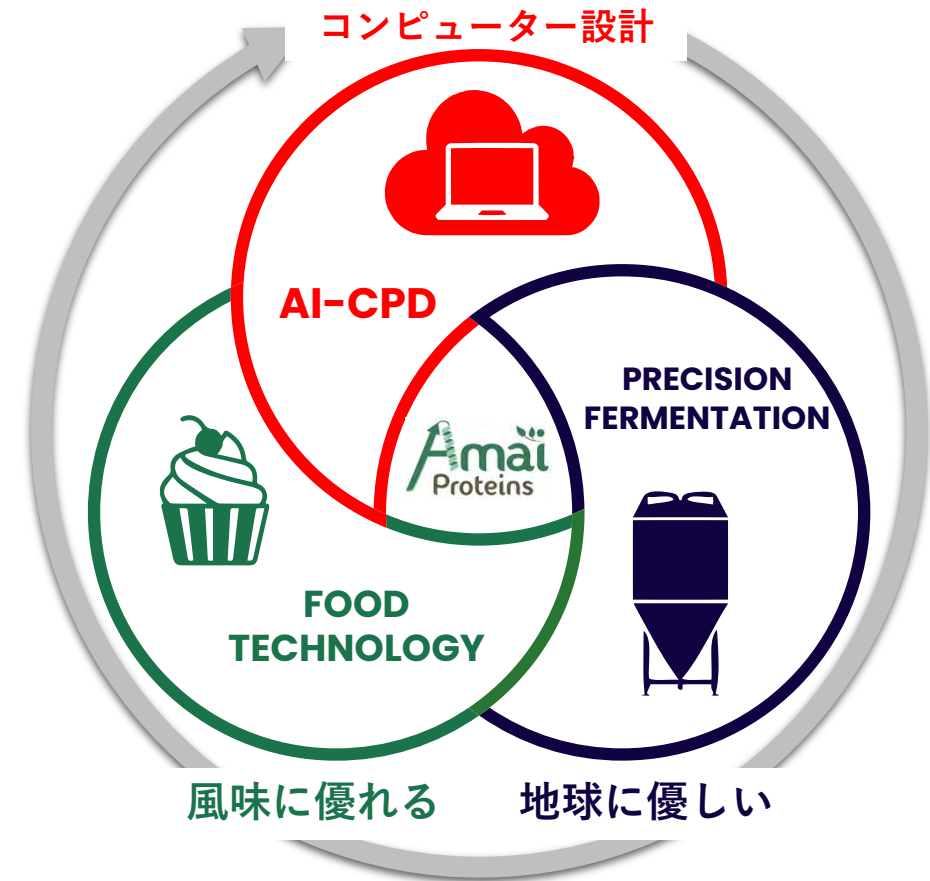 コンピューター設計
AI-CPD
PRECISION
FERMENTATION
Amaï
Proteins
FOOD
TECHNOLOGY
風味に優れる
地球に優しい